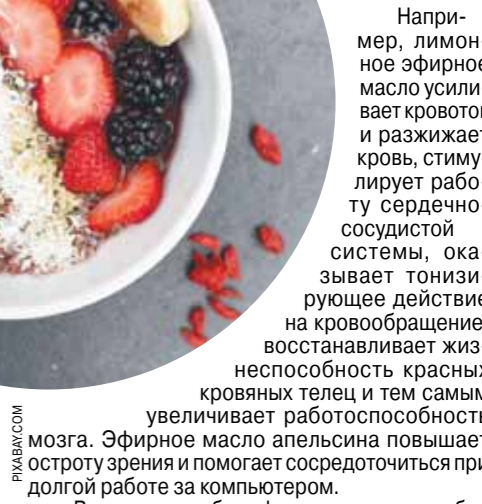 Напри-
мер, лимон-
ное эфирное
масло усили-
вает кровоток
и разжижает
кровь, стиму-
лирует рабо-
ту сердечно-
сосудистой
системы, ока-
зывает тонизи-
рующее действие
на кровообращение,
восстанавливает жиз-
неспособность красных
кровяных телец и тем самым
увеличивает работоспособность
мозга. Эфирное масло апельсина повышает
остроту зрения и помогает сосредоточиться при
долгой работе за компьютером.
PIXABAY.COM